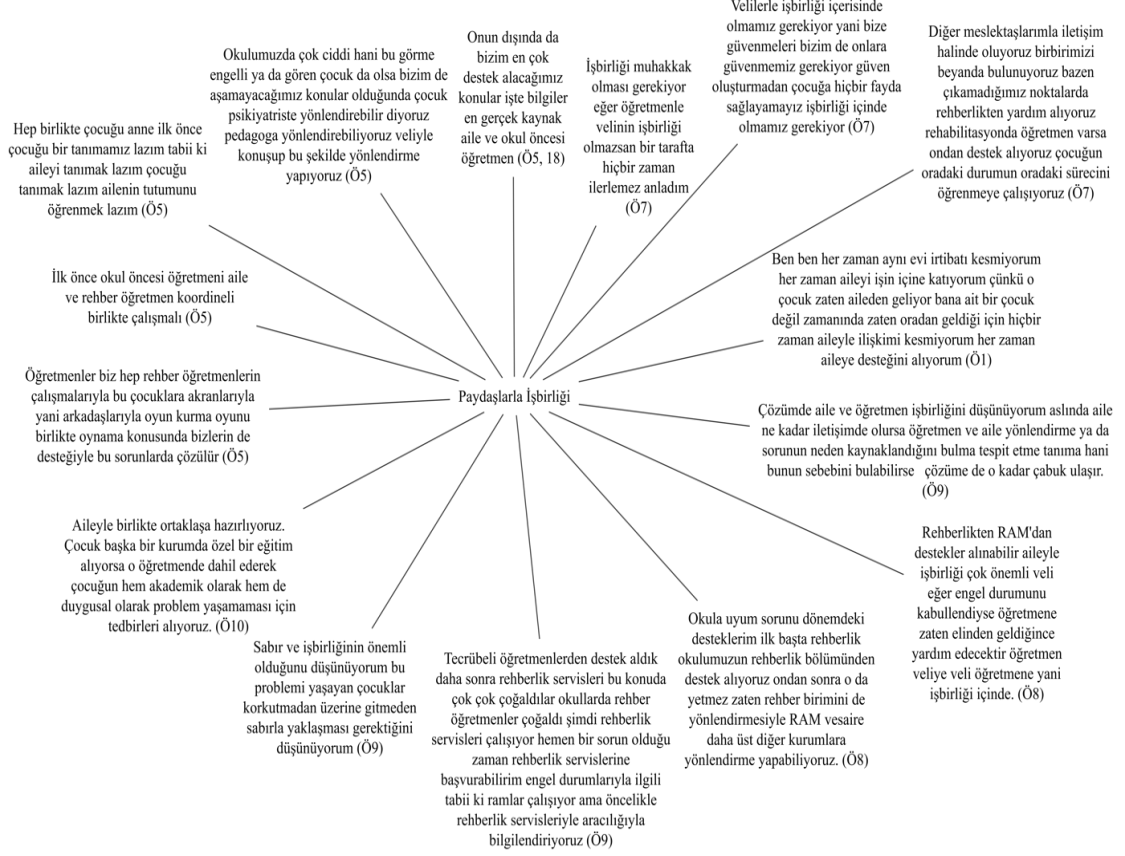 Velilerle işbirliği içerisinde
olmamız gerekiyor yani bize
güvenmeleri bizim de onlara
güvenmemiz gerekiyor güven
oluşturmadan çocuğa hiçbir fayda
sağlayamayız işbirliği içinde
olmamız gerekiyor (Ö7)
Diğer meslektaşlarımla iletişim
halinde oluyoruz birbirimizi
beyanda bulunuyoruz bazen
çıkamadığımız noktalarda
rehberlikten yardım alıyoruz
rehabilitasyonda öğretmen varsa
ondan destek alıyoruz çocuğun
oradaki durumun oradaki sürecini
öğrenmeye çalışıyoruz (Ö7)
Onun dışında da
bizim en çok
destek alacağımız
konular işte bilgiler
en gerçek kaynak
aile ve okul öncesi
öğretmen (Ö5, 18)
Okulumuzda çok ciddi hani bu görme
engelli ya da gören çocuk da olsa bizim de
aşamayacağımız konular olduğunda çocuk
psikiyatriste yönlendirebilir diyoruz
pedagoga yönlendirebiliyoruz veliyle
konuşup bu şekilde yönlendirme
yapıyoruz (Ö5)
İşbirliği muhakkak
olması gerekiyor
eğer öğretmenle
velinin işbirliği
olmazsan bir tarafta
hiçbir zaman
ilerlemez anladım
(Ö7)
Hep birlikte çocuğu anne ilk önce
çocuğu bir tanımamız lazım tabii ki
aileyi tanımak lazım çocuğu
tanımak lazım ailenin tutumunu
öğrenmek lazım (Ö5)
Ben ben her zaman aynı evi irtibatı kesmiyorum
her zaman aileyi işin içine katıyorum çünkü o
çocuk zaten aileden geliyor bana ait bir çocuk
değil zamanında zaten oradan geldiği için hiçbir
zaman aileyle ilişkimi kesmiyorum her zaman
aileye desteğini alıyorum (Ö1)
İlk önce okul öncesi öğretmeni aile
ve rehber öğretmen koordineli
birlikte çalışmalı (Ö5)
Öğretmenler biz hep rehber öğretmenlerin
çalışmalarıyla bu çocuklara akranlarıyla
yani arkadaşlarıyla oyun kurma oyunu
birlikte oynama konusunda bizlerin de
desteğiyle bu sorunlarda çözülür (Ö5)
Paydaşlarla İşbirliği
Çözümde aile ve öğretmen işbirliğini düşünüyorum aslında aile
ne kadar iletişimde olursa öğretmen ve aile yönlendirme ya da
sorunun neden kaynaklandığını bulma tespit etme tanıma hani
bunun sebebini bulabilirse çözüme de o kadar çabuk ulaşır.
(Ö9)
Aileyle birlikte ortaklaşa hazırlıyoruz.
Çocuk başka bir kurumda özel bir eğitim
alıyorsa o öğretmende dahil ederek
çocuğun hem akademik olarak hem de
duygusal olarak problem yaşamaması için
tedbirleri alıyoruz. (Ö10)
Rehberlikten RAM'dan
destekler alınabilir aileyle
işbirliği çok önemli veli
eğer engel durumunu
kabullendiyse öğretmene
zaten elinden geldiğince
yardım edecektir öğretmen
veliye veli öğretmene yani
işbirliği içinde. (Ö8)
Sabır ve işbirliğinin önemli
olduğunu düşünüyorum bu
problemi yaşayan çocuklar
korkutmadan üzerine gitmeden
sabırla yaklaşması gerektiğini
düşünüyorum (Ö9)
Tecrübeli öğretmenlerden destek aldık
daha sonra rehberlik servisleri bu konuda
çok çok çoğaldılar okullarda rehber
öğretmenler çoğaldı şimdi rehberlik
servisleri çalışıyor hemen bir sorun olduğu
zaman rehberlik servislerine
başvurabilirim engel durumlarıyla ilgili
tabii ki ramlar çalışıyor ama öncelikle
rehberlik servisleriyle aracılığıyla
bilgilendiriyoruz (Ö9)
Okula uyum sorunu dönemdeki
desteklerim ilk başta rehberlik
okulumuzun rehberlik bölümünden
destek alıyoruz ondan sonra o da
yetmez zaten rehber birimini de
yönlendirmesiyle RAM vesaire
daha üst diğer kurumlara
yönlendirme yapabiliyoruz. (Ö8)